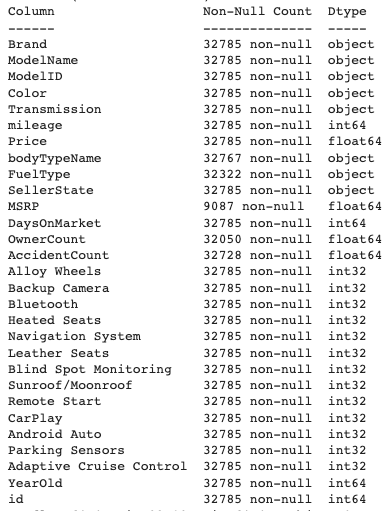 Column Non-Null Count Dtype
------ -------------- -----
Brand 32785 non-null object
ModelName 32785 non-null object
ModelID 32785 non-null object
Color 32785 non-null object
Transmission 32785 non-null object
mileage 32785 non-null int64
Price 32785 non-null float64
bodyTypeName 32767 non-null object
FuelType 32322 non-null object
SellerState 32785 non-null object
MSRP 9087 non-null float64
DaysOnMarket 32785 non-null int64
OwnerCount 32050 non-null float64
AccidentCount 32728 non-null float64
Alloy Wheels 32785 non-null int32
Backup Camera 32785 non-null int32
Bluetooth 32785 non-null int32
Heated Seats 32785 non-null int32
Navigation System 32785 non-null int32
Leather Seats 32785 non-null int32
Blind Spot Monitoring 32785 non-null int32
Sunroof/Moonroof 32785 non-null int32
Remote Start 32785 non-null int32
CarPlay 32785 non-null int32
Android Auto 32785 non-null int32
Parking Sensors 32785 non-null int32
Adaptive Cruise Control 32785 non-null int32
YearOld 32785 non-null int64
id 32785 non-null int64